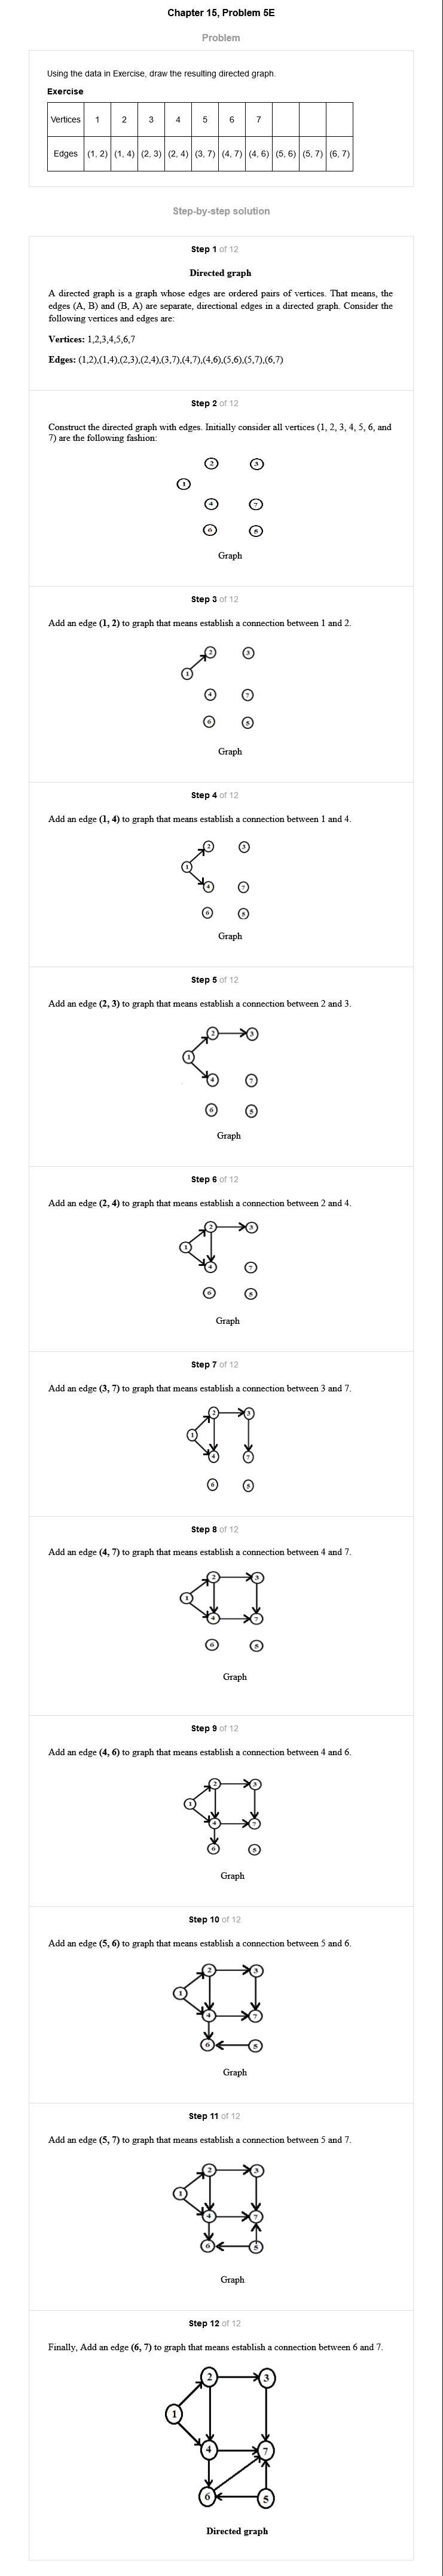 Chapter 15, Problem 5E
Problem
Using the data in Exercise, draw the resulting directed graph.
Exercise
Vertices 1 2 3 4 5 6 7
Edges (1, 2) (1, 4) (2, 3) (2, 4) (3, 7) (4, 7) (4, 6) (5, 6) (5, 7) (6, 7)
Step-by-step solution
Step 1 of 12
Directed graph
A directed graph is a graph whose edges are ordered pairs of vertices. That means, the
edges (A, B) and (B, A) are separate, directional edges in a directed graph. Consider the
following vertices and edges are:
Vertices: 1,2,3,4,5,6,7
Edges: (1,2),(1,4),(2,3),(2,4),(3,7),(4,7),(4,6),(5,6),(5,7),(6,7)
Step 2 of 12
Construct the directed graph with edges. Initially consider all vertices (1, 2, 3, 4, 5, 6, and
7) are the following fashion:
2 3
1
4 7
6 5
Graph
Step 3 of 12
Add an edge (1, 2) to graph that means establish a connection between 1 and 2.
2 3
1
4 7
6 5
Graph
Step 4 of 12
Add an edge (1, 4) to graph that means establish a connection between 1 and 4.
2 3
1
4 7
6 5
Graph
Step 5 of 12
Add an edge (2, 3) to graph that means establish a connection between 2 and 3.
2 3
1
4 7
6 5
Graph
Step 6 of 12
Add an edge (2, 4) to graph that means establish a connection between 2 and 4.
2 3
1
4 7
6 5
Graph
Step 7 of 12
Add an edge (3, 7) to graph that means establish a connection between 3 and 7.
2 3
1
4 7
6 5
Step 8 of 12
Add an edge (4, 7) to graph that means establish a connection between 4 and 7.
2 3
1
4 7
6 5
Graph
Step 9 of 12
Add an edge (4, 6) to graph that means establish a connection between 4 and 6.
2 3
1
4 7
6 5
Graph
Step 10 of 12
Add an edge (5, 6) to graph that means establish a connection between 5 and 6.
2 3
1
4 7
6 5
Graph
Step 11 of 12
Add an edge (5, 7) to graph that means establish a connection between 5 and 7.
2 3
1
4 7
6 5
Graph
Step 12 of 12
Finally, Add an edge (6, 7) to graph that means establish a connection between 6 and 7.
2 3
1
4 7
6 5
Directed graph